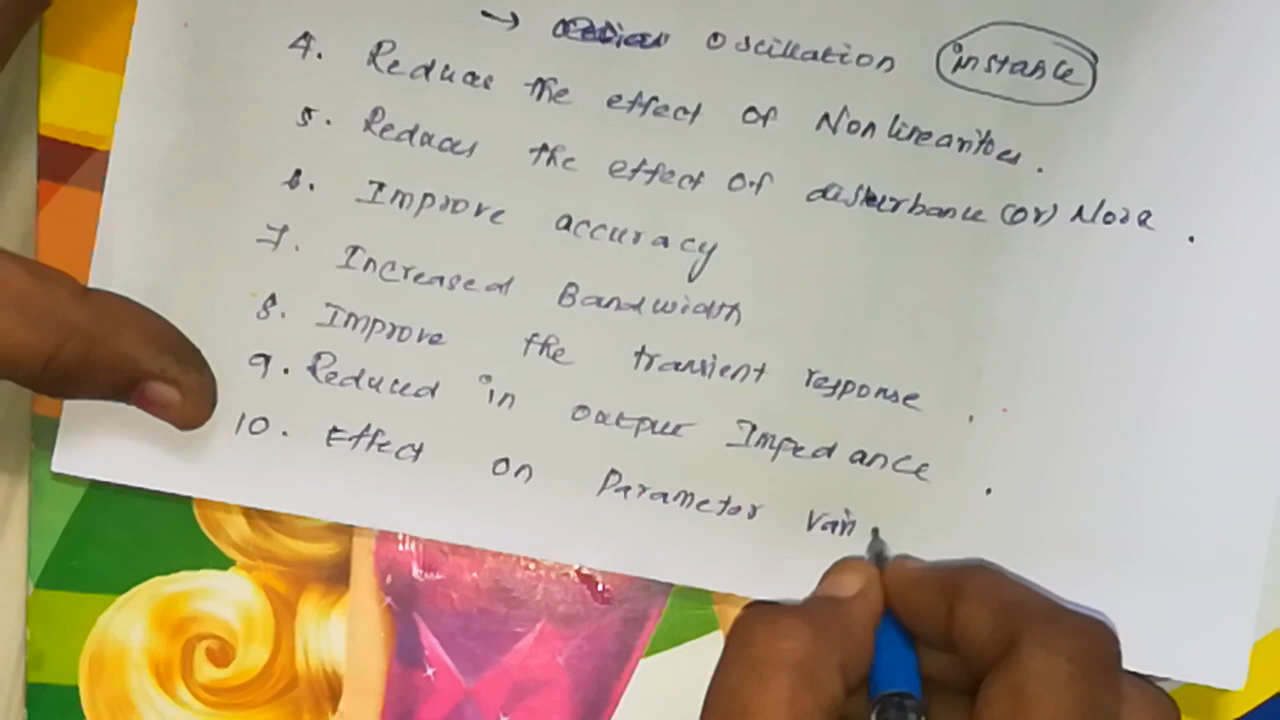 → Oscillation instable
4. Reduces the effect of Nonlinearities.
5. Reduces the effect of disturbance (or) Noise.
6. Improve accuracy
7. Increased Bandwidth
8. Improve the transient response.
9. Reduced in output Impedance.
10. Effect on Parameter Vari